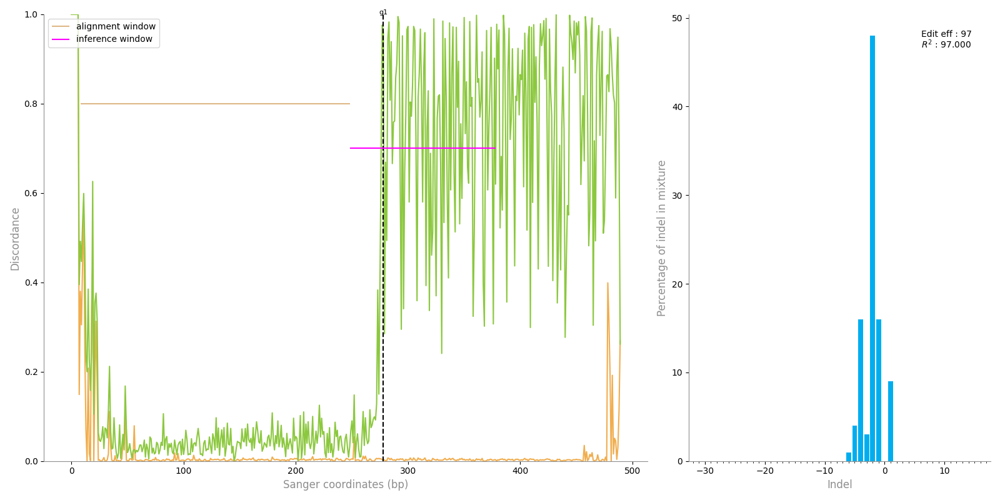 g1
alignment window
inference window
1.0
0.8
0.6
0.4
0.2
0.0
Discordance
0
100
200
300
400
500
Sanger coordinates (bp)
Edit eff : 97
R² : 97.000
50
40
30
20
10
0
Percentage of indel in mixture
−30
−20
−10
0
10
Indel